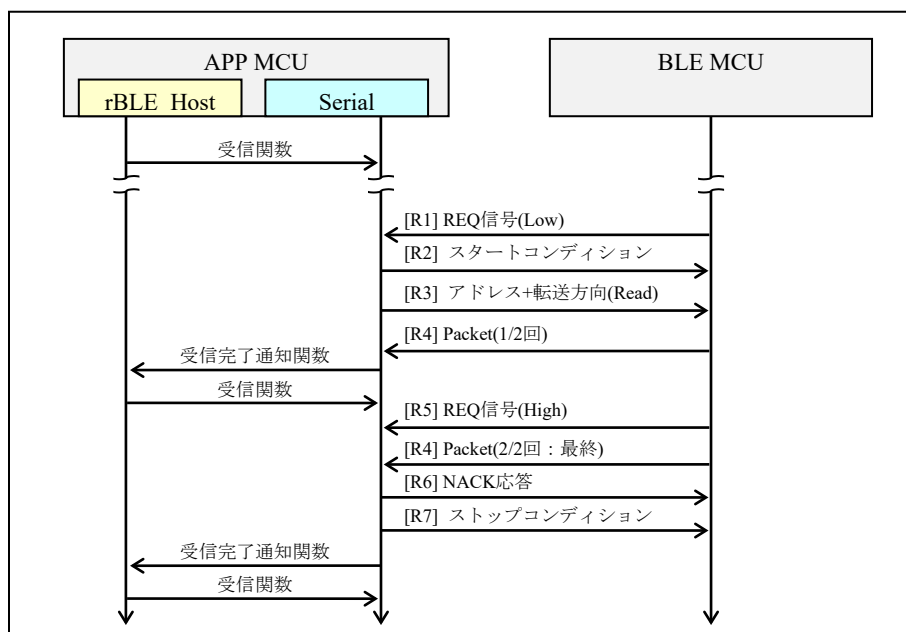 APP MCU
BLE MCU
rBLE_Host
Serial
受信関数
[R1] REQ信号(Low)
[R2] スタートコンディション
[R3] アドレス+転送方向(Read)
[R4] Packet(1/2回)
受信完了通知関数
受信関数
[R5] REQ信号(High)
[R4] Packet(2/2回：最終)
[R6] NACK応答
[R7] ストップコンディション
受信完了通知関数
受信関数